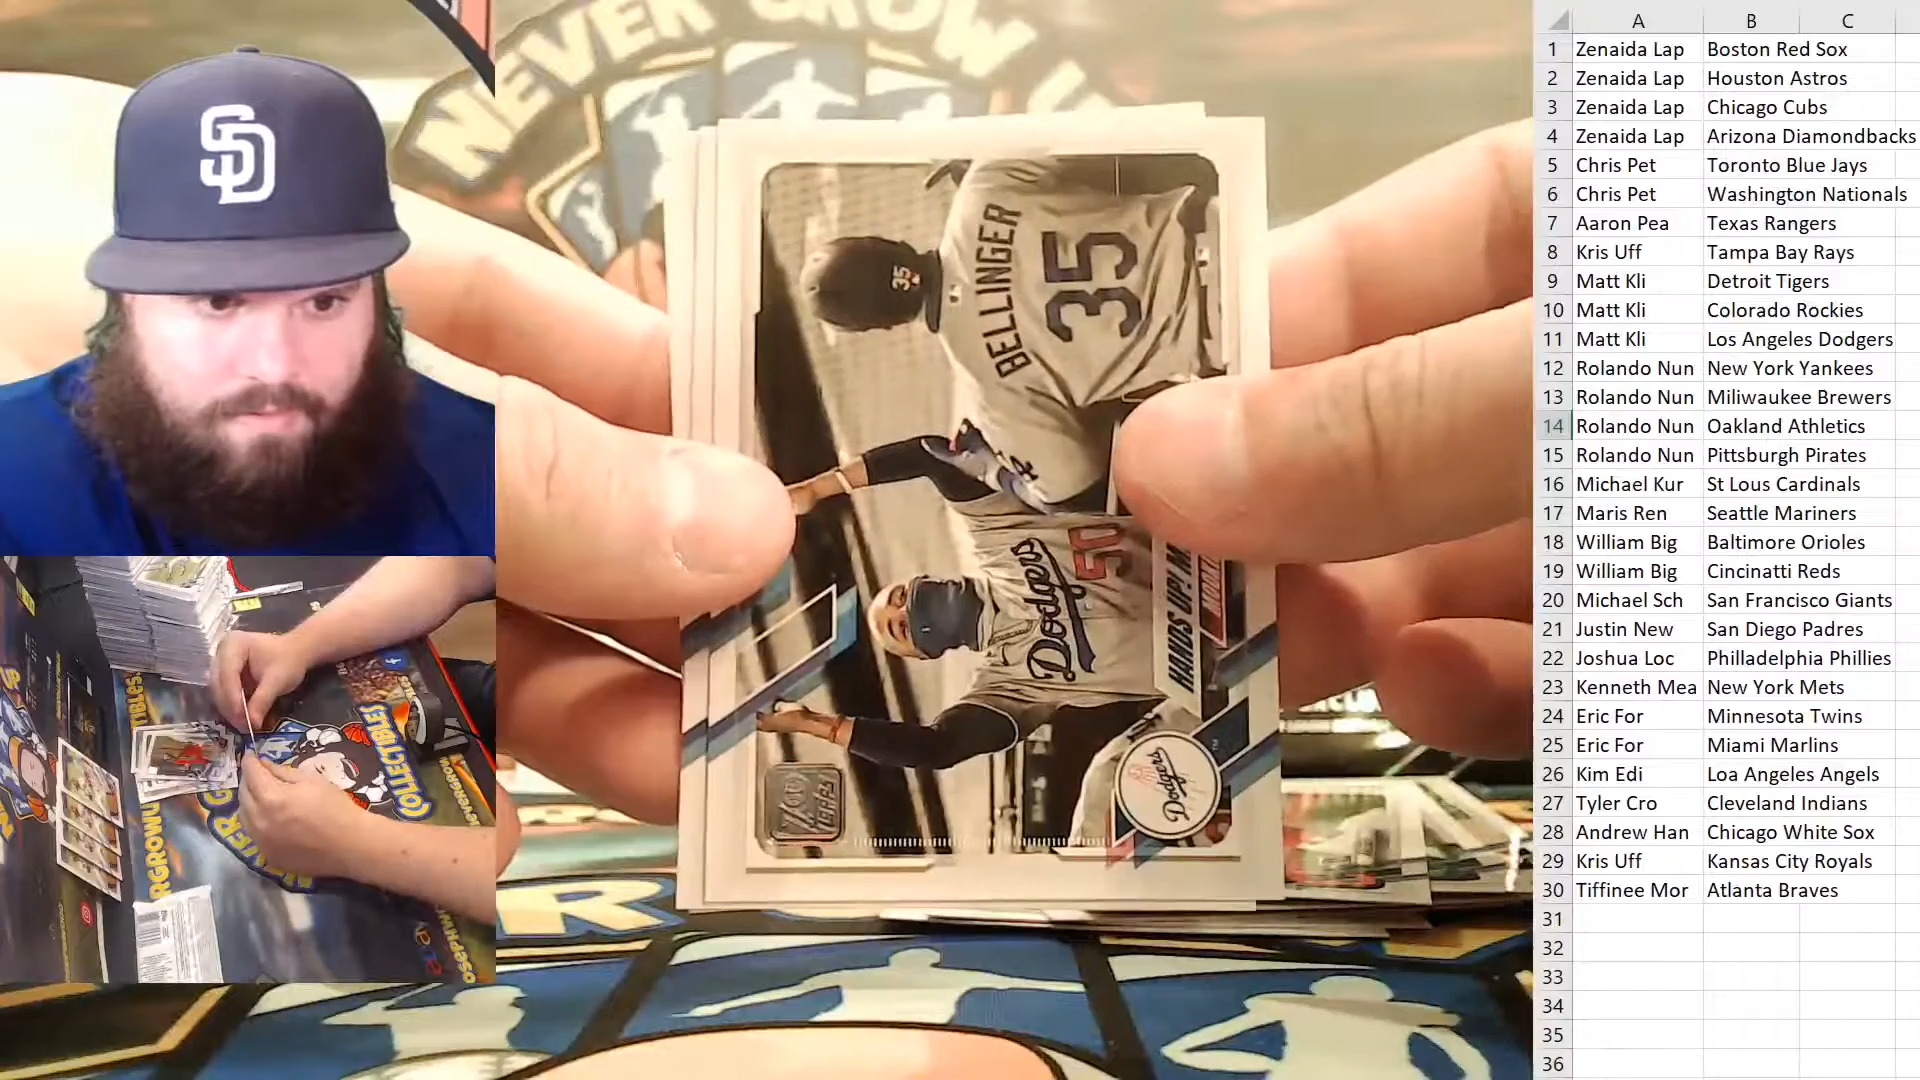 SD
NEVER GROW U
BELLINGER
35
35
Dodgers
50
HANDS UP!
Dodgers
70
TOPPS
COLLECTIBLES
A B C
1 Zenaida Lap Boston Red Sox
2 Zenaida Lap Houston Astros
3 Zenaida Lap Chicago Cubs
4 Zenaida Lap Arizona Diamondbacks
5 Chris Pet Toronto Blue Jays
6 Chris Pet Washington Nationals
7 Aaron Pea Texas Rangers
8 Kris Uff Tampa Bay Rays
9 Matt Kli Detroit Tigers
10 Matt Kli Colorado Rockies
11 Matt Kli Los Angeles Dodgers
12 Rolando Nun New York Yankees
13 Rolando Nun Miliwaukee Brewers
14 Rolando Nun Oakland Athletics
15 Rolando Nun Pittsburgh Pirates
16 Michael Kur St Lous Cardinals
17 Maris Ren Seattle Mariners
18 William Big Baltimore Orioles
19 William Big Cincinatti Reds
20 Michael Sch San Francisco Giants
21 Justin New San Diego Padres
22 Joshua Loc Philladelphia Phillies
23 Kenneth Mea New York Mets
24 Eric For Minnesota Twins
25 Eric For Miami Marlins
26 Kim Edi Loa Angeles Angels
27 Tyler Cro Cleveland Indians
28 Andrew Han Chicago White Sox
29 Kris Uff Kansas City Royals
30 Tiffinee Mor Atlanta Braves
31
32
33
34
35
36